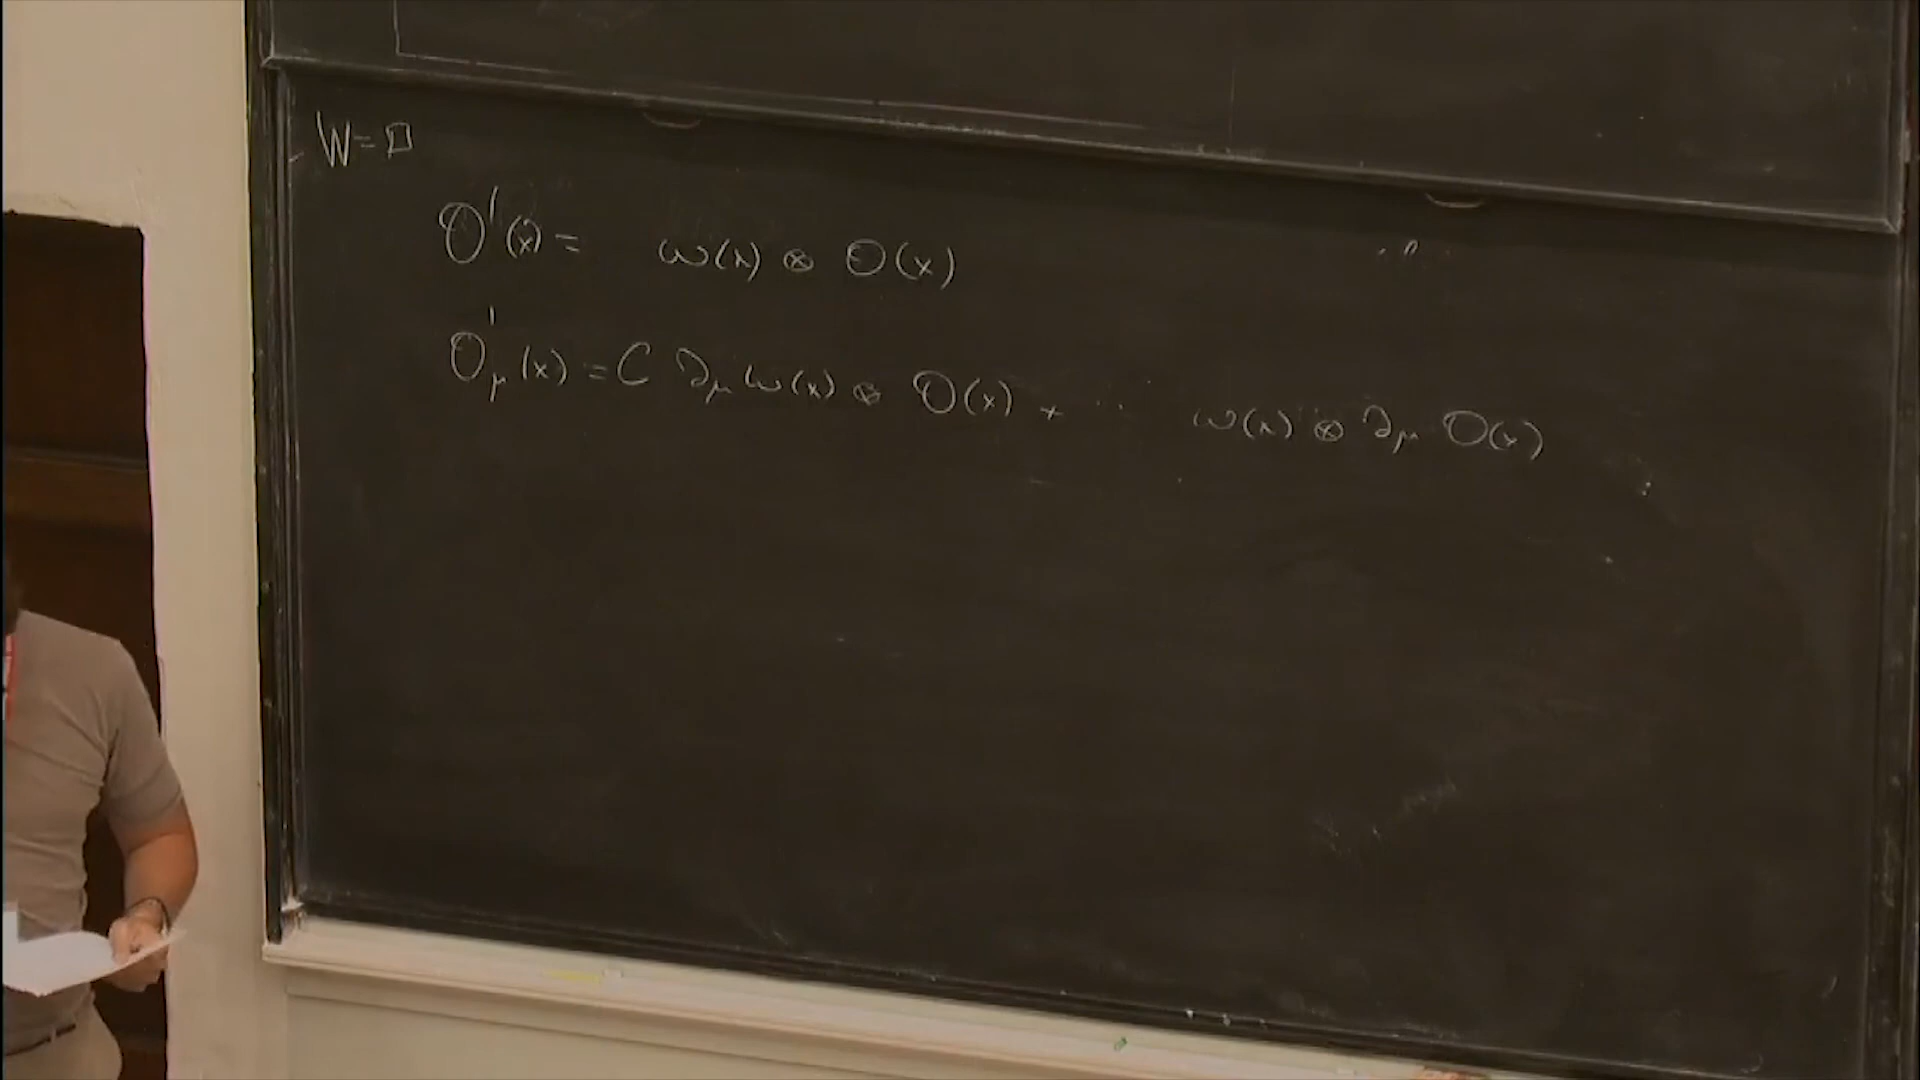 W = □
O'(x) = w(x) ⊗ O(x)
O'_μ(x) = C ∂_μ w(x) ⊗ O(x) + ... w(x) ⊗ ∂_μ O(x)